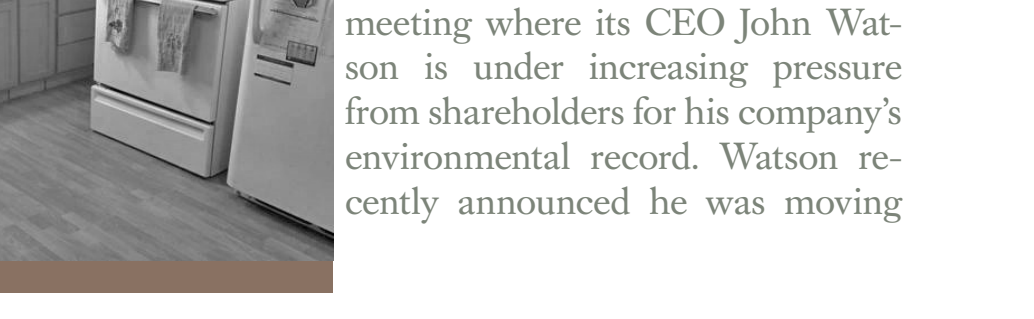 meeting where its CEO John Wat-
son is under increasing pressure
from shareholders for his company’s
environmental record. Watson re-
cently announced he was moving